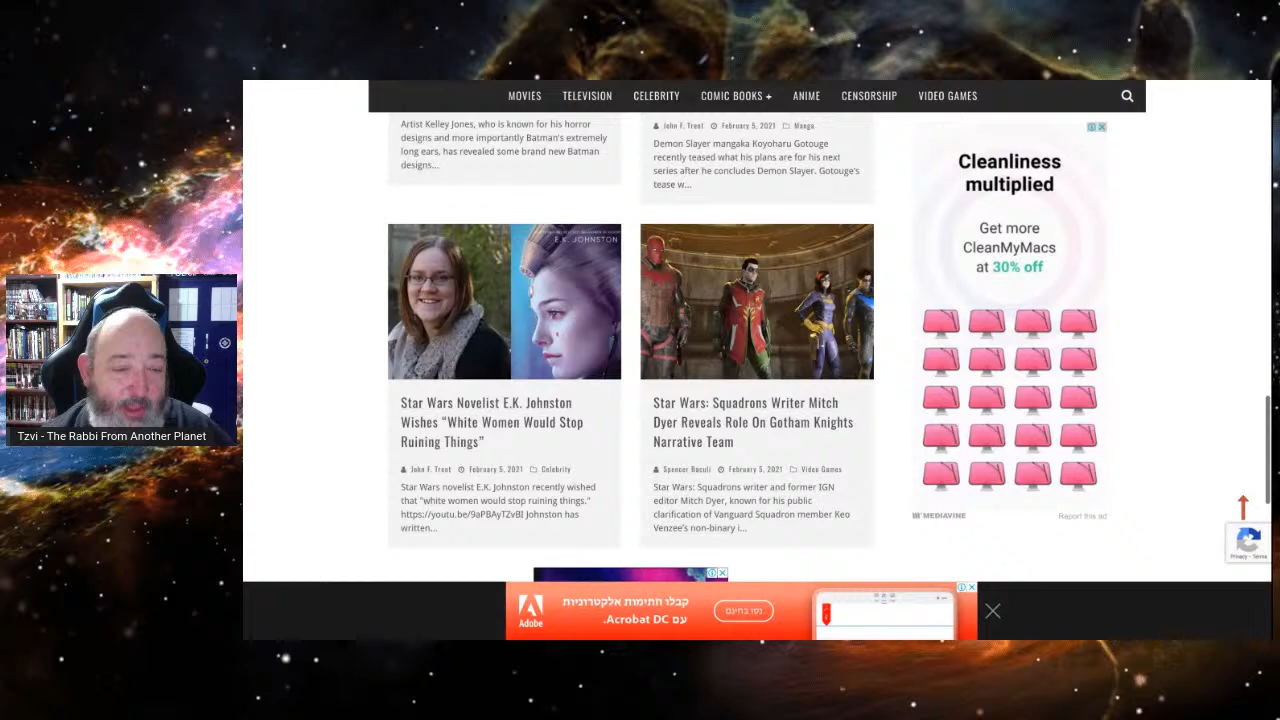 MOVIES TELEVISION CELEBRITY COMIC BOOKS + ANIME CENSORSHIP VIDEO GAMES
Artist Kelley Jones, who is known for his horror
designs and more importantly Batman's extremely
long ears, has revealed some brand new Batman
designs...
John F. Trent February 5, 2021 Manga
Demon Slayer mangaka Koyoharu Gotouge
recently teased what his plans are for his next
series after he concludes Demon Slayer. Gotouge's
tease w...
E.K. JOHNSTON
Star Wars Novelist E.K. Johnston
Wishes “White Women Would Stop
Ruining Things”
John F. Trent February 5, 2021 Celebrity
Star Wars novelist E.K. Johnston recently wished
that "white women would stop ruining things."
https://youtu.be/9aPBAyTZvBI Johnston has
written...
Star Wars: Squadrons Writer Mitch
Dyer Reveals Role On Gotham Knights
Narrative Team
Spencer Baculi February 5, 2021 Video Games
Star Wars: Squadrons writer and former IGN
editor Mitch Dyer, known for his public
clarification of Vanguard Squadron member Keo
Venzee's non-binary i...
Cleanliness
multiplied
Get more
CleanMyMacs
at 30% off
MEDIAVINE
Report this ad
Privacy - Terms
Tzvi - The Rabbi From Another Planet
Adobe
קבלו חתימות אלקטרוניות
עם Acrobat DC.
נסו בחינם